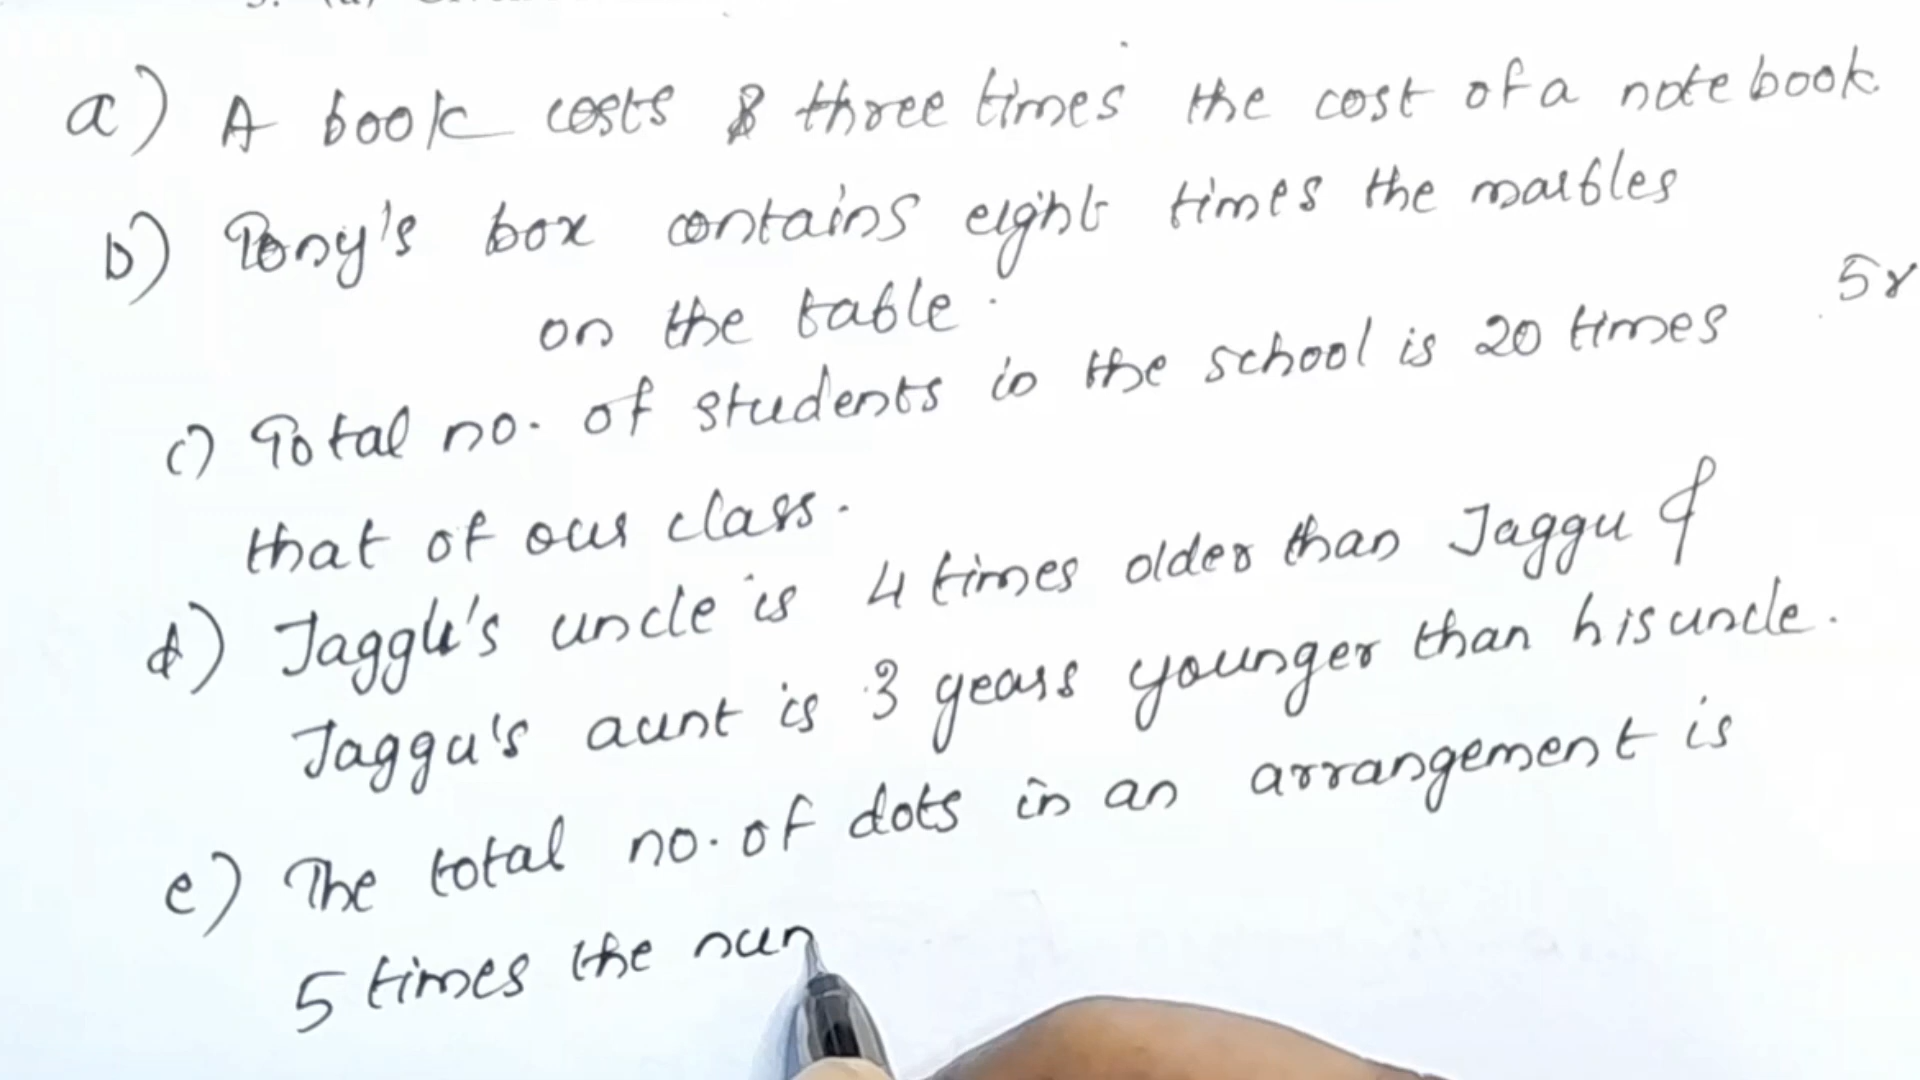 a) A book costs three times the cost of a notebook
b) Tony's box contains eight times the marbles
on the table.
5r
c) Total no. of students in the school is 20 times
that of our class.
d) Jaggu's uncle is 4 times older than Jaggu &
Jaggu's aunt is 3 years younger than his uncle.
e) The total no. of dots in an arrangement is
5 times the num